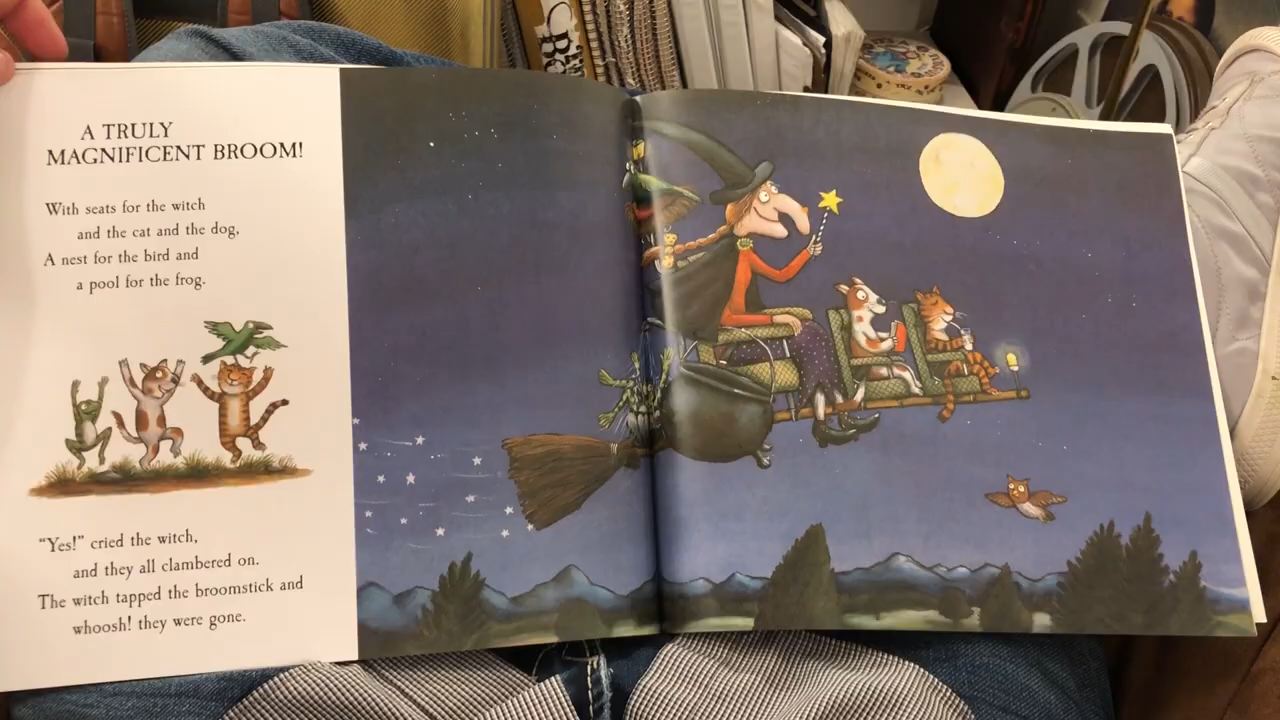 A TRULY
MAGNIFICENT BROOM!
With seats for the witch
and the cat and the dog,
A nest for the bird and
a pool for the frog.
“Yes!” cried the witch,
and they all clambered on.
The witch tapped the broomstick and
whoosh! they were gone.